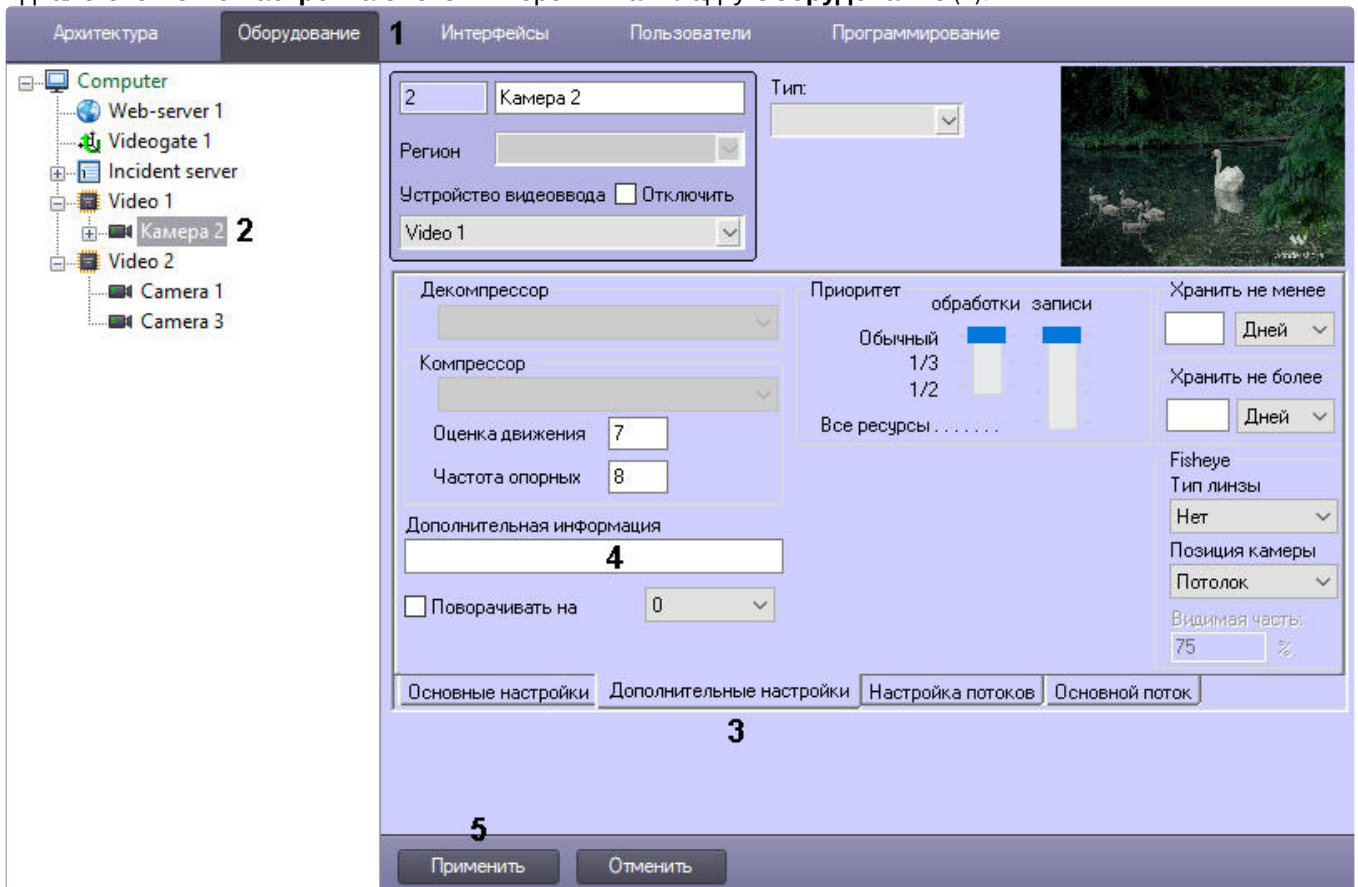 Архитектура Оборудование 1 Интерфейсы Пользователи Программирование
Computer
Web-server 1
Videogate 1
Incident server
Video 1
Камера 2 2
Video 2
Camera 1
Camera 3
2 Камера 2
Тип:
Регион
Устройство видеоввода Отключить
Video 1
Декомпрессор
Компрессор
Оценка движения 7
Частота опорных 8
Дополнительная информация
4
Поворачивать на 0
Приоритет
обработки записи
Обычный
1/3
1/2
Все ресурсы . . . . . . .
Хранить не менее
Дней
Хранить не более
Дней
Fisheye
Тип линзы
Нет
Позиция камеры
Потолок
Видимая часть:
75 %
Основные настройки Дополнительные настройки Настройка потоков Основной поток
3
5
Применить Отменить